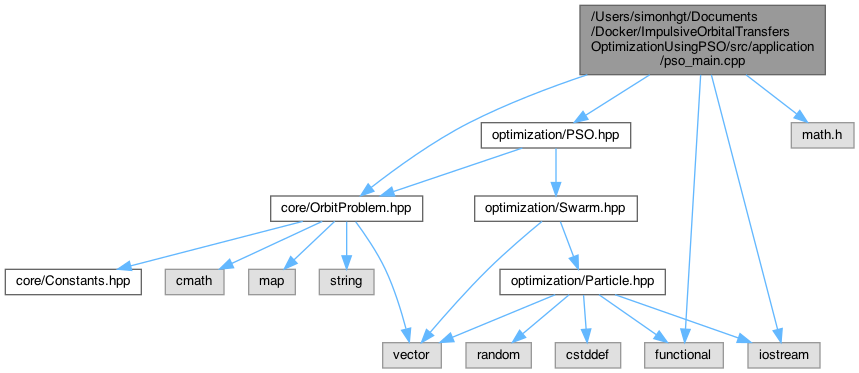 /Users/simonhgt/Documents
/Docker/ImpulsiveOrbitalTransfers
OptimizationUsingPSO/src/application
/pso_main.cpp
optimization/PSO.hpp
math.h
core/OrbitProblem.hpp
optimization/Swarm.hpp
core/Constants.hpp
cmath
map
string
optimization/Particle.hpp
vector
random
cstddef
functional
iostream